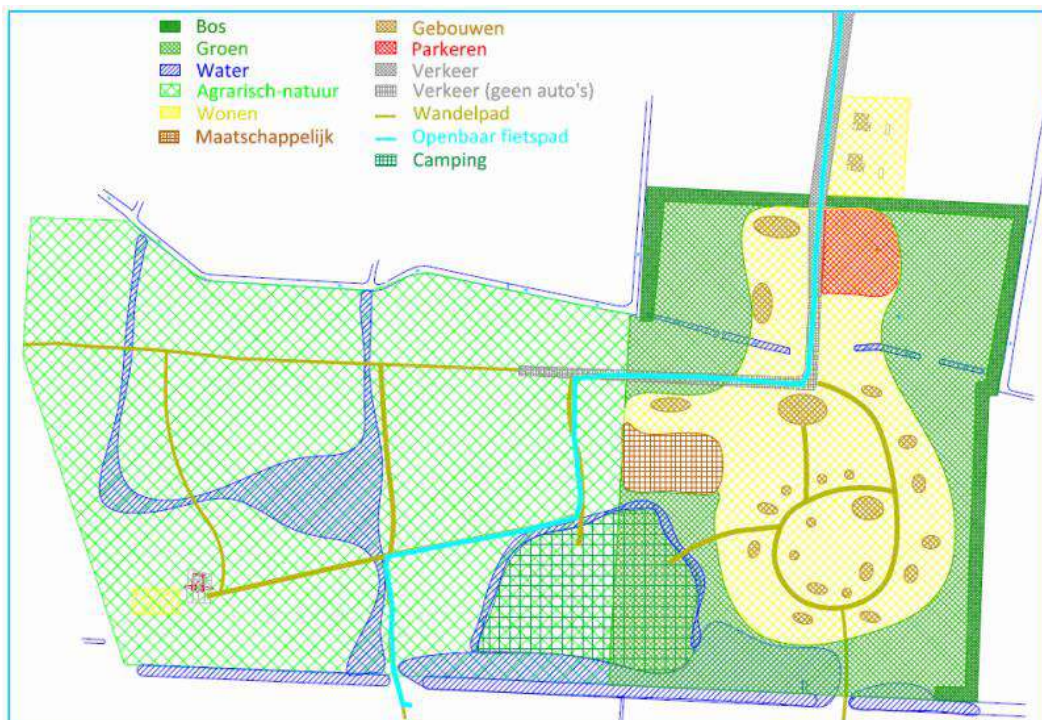 Bos
Groen
Water
Agrarisch-natuur
Wonen
Maatschappelijk
Gebouwen
Parkeren
Verkeer
Verkeer (geen auto's)
Wandelpad
Openbaar fietspad
Camping